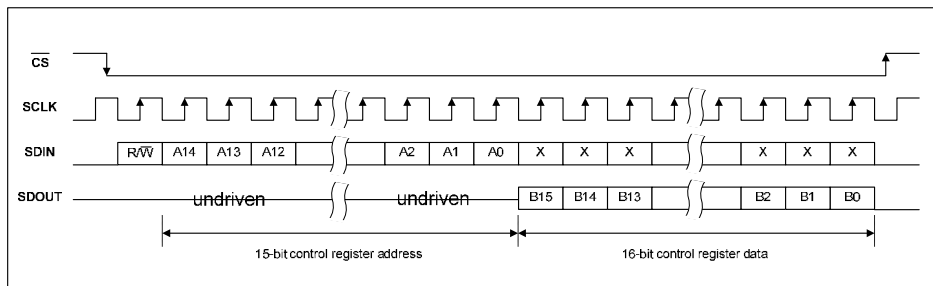 CS
SCLK
SDIN R/W A14 A13 A12 A2 A1 A0 X X X X X X
SDOUT undriven undriven B15 B14 B13 B2 B1 B0
15-bit control register address 16-bit control register data